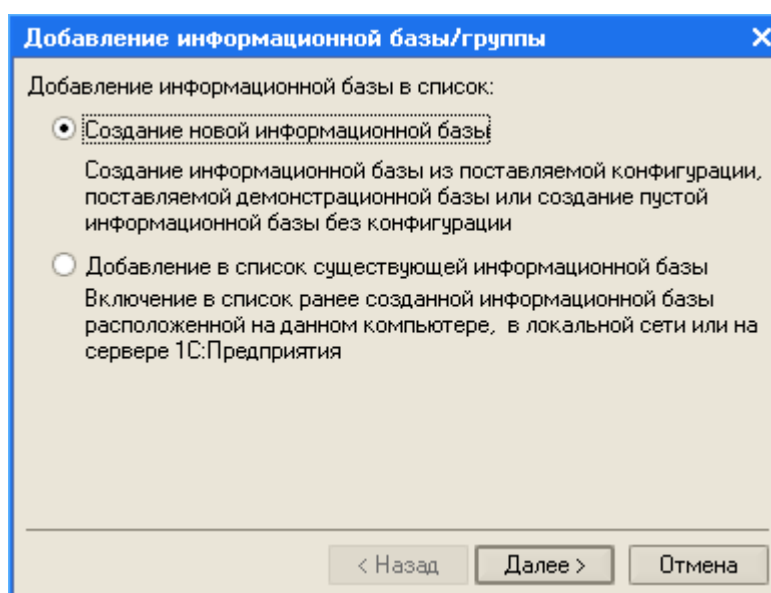 Добавление информационной базы/группы
Добавление информационной базы в список:
Создание новой информационной базы
Создание информационной базы из поставляемой конфигурации,
поставляемой демонстрационной базы или создание пустой
информационной базы без конфигурации
Добавление в список существующей информационной базы
Включение в список ранее созданной информационной базы
расположенной на данном компьютере, в локальной сети или на
сервере 1С:Предприятия
< Назад Далее > Отмена